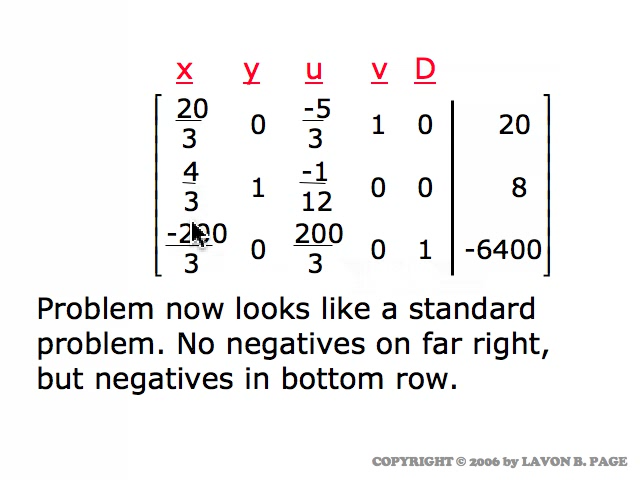 x y u v D
20/3 0 -5/3 1 0 20
4/3 1 -1/12 0 0 8
-200/3 0 200/3 0 1 -6400
Problem now looks like a standard
problem. No negatives on far right,
but negatives in bottom row.
COPYRIGHT © 2006 by LAVON B. PAGE